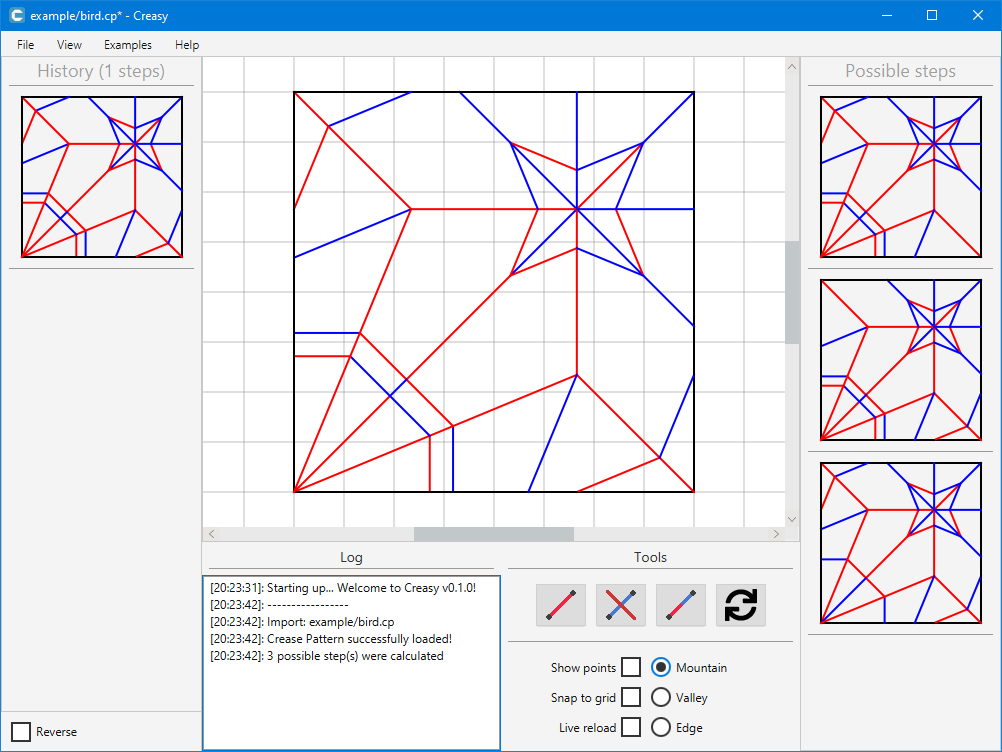 example/bird.cp* - Creasy
File View Examples Help
History (1 steps)
Possible steps
Log
Tools
[20:23:31]: Starting up... Welcome to Creasy v0.1.0!
[20:23:42]: -----------------
[20:23:42]: Import: example/bird.cp
[20:23:42]: Crease Pattern successfully loaded!
[20:23:42]: 3 possible step(s) were calculated
Show points Mountain
Snap to grid Valley
Live reload Edge
Reverse